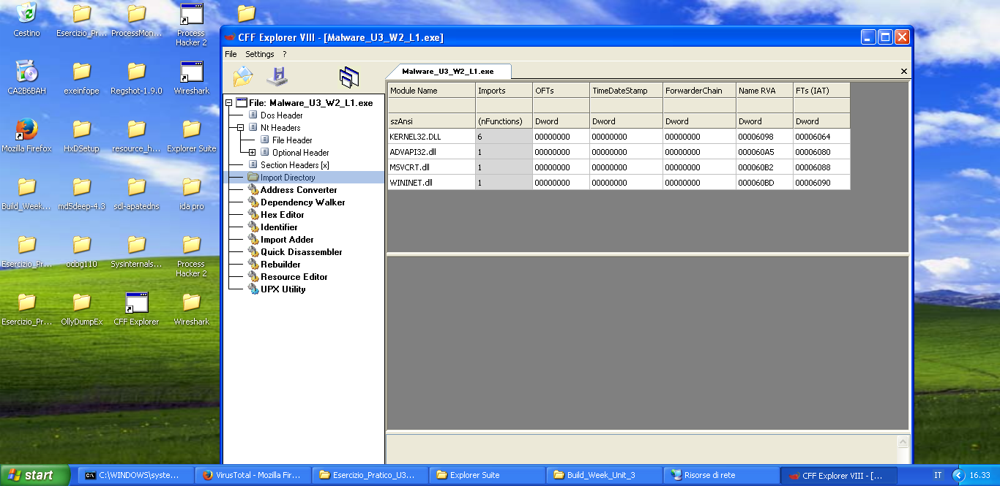 Cestino
Esercizio_Pr...
ProcessMon...
Process
Hacker 2
CA2B6BAH
exeinfope
Regshot-1.9.0
Wireshark
Mozilla Firefox
HxDSetup
resource_h...
Explorer Suite
Build_Week...
md5deep-4.3
sdl-apatedns
ida pro
Esercizio_Pr...
odbg110
Sysinternals...
Process
Hacker 2
Esercizio_Pr...
OllyDumpEx
CFF Explorer
Wireshark
CFF Explorer VIII - [Malware_U3_W2_L1.exe]
File Settings ?
File: Malware_U3_W2_L1.exe
Dos Header
Nt Headers
File Header
Optional Header
Section Headers [x]
Import Directory
Address Converter
Dependency Walker
Hex Editor
Identifier
Import Adder
Quick Disassembler
Rebuilder
Resource Editor
UPX Utility
Malware_U3_W2_L1.exe
Module Name Imports OFTs TimeDateStamp ForwarderChain Name RVA FTs (IAT)
szAnsi (nFunctions) Dword Dword Dword Dword Dword
KERNEL32.DLL 6 00000000 00000000 00000000 00006098 00006064
ADVAPI32.dll 1 00000000 00000000 00000000 000060A5 00006080
MSVCRT.dll 1 00000000 00000000 00000000 000060B2 00006088
WININET.dll 1 00000000 00000000 00000000 000060BD 00006090
start
C:\WINDOWS\syste...
VirusTotal - Mozilla Fir...
Esercizio_Pratico_U3...
Explorer Suite
Build_Week_Unit_3
Risorse di rete
CFF Explorer VIII - [...
IT
16.33